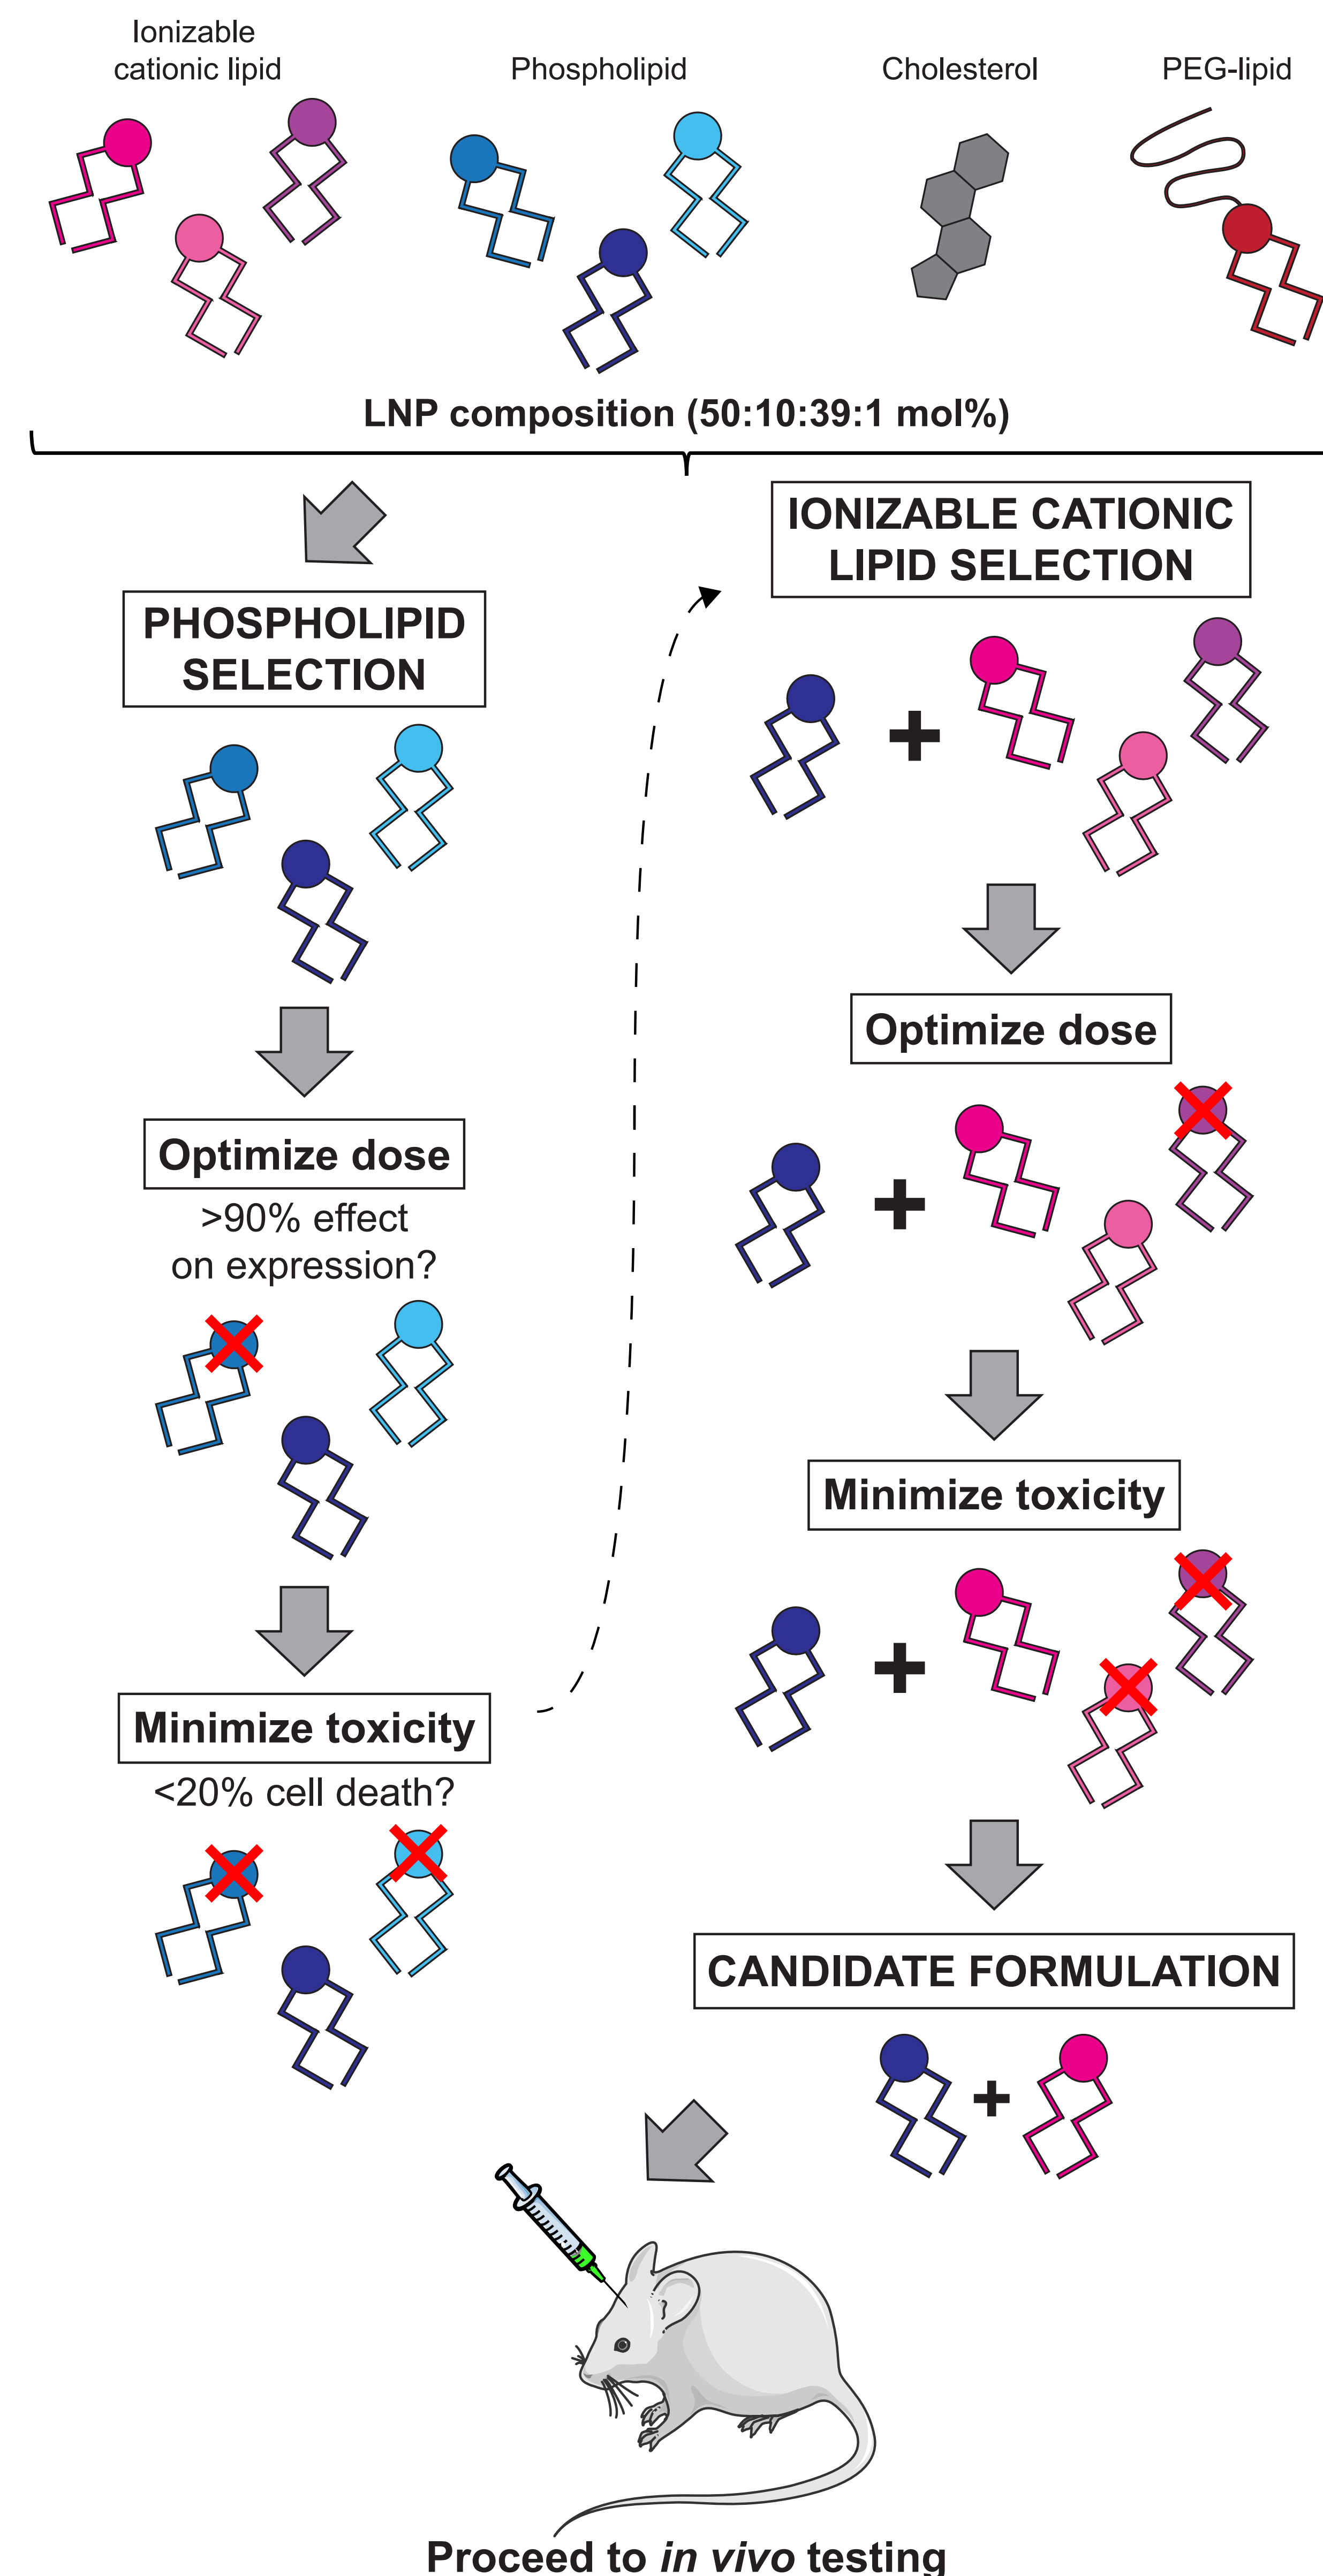 Ionizable
cationic lipid
Phospholipid
Cholesterol
PEG-lipid
LNP composition (50:10:39:1 mol%)
PHOSPHOLIPID
SELECTION
Optimize dose
>90% effect
on expression?
Minimize toxicity
<20% cell death?
IONIZABLE CATIONIC
LIPID SELECTION
+
Optimize dose
+
Minimize toxicity
+
CANDIDATE FORMULATION
+
Proceed to in vivo testing